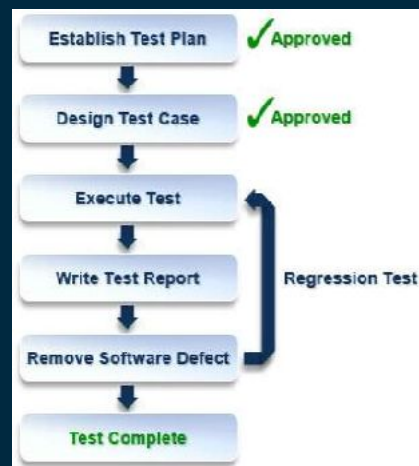 Establish Test Plan
Approved
Design Test Case
Approved
Execute Test
Write Test Report
Regression Test
Remove Software Defect
Test Complete